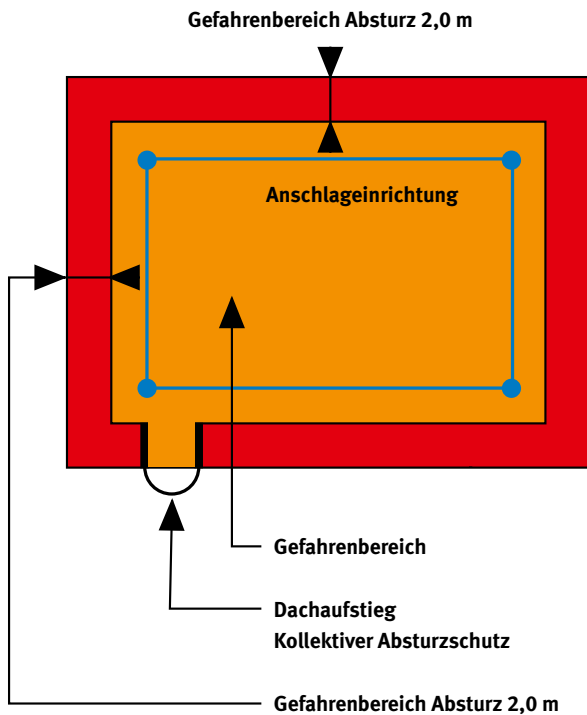 Gefahrenbereich Absturz 2,0 m
Anschlageinrichtung
Gefahrenbereich
Dachaufstieg
Kollektiver Absturzschutz
Gefahrenbereich Absturz 2,0 m